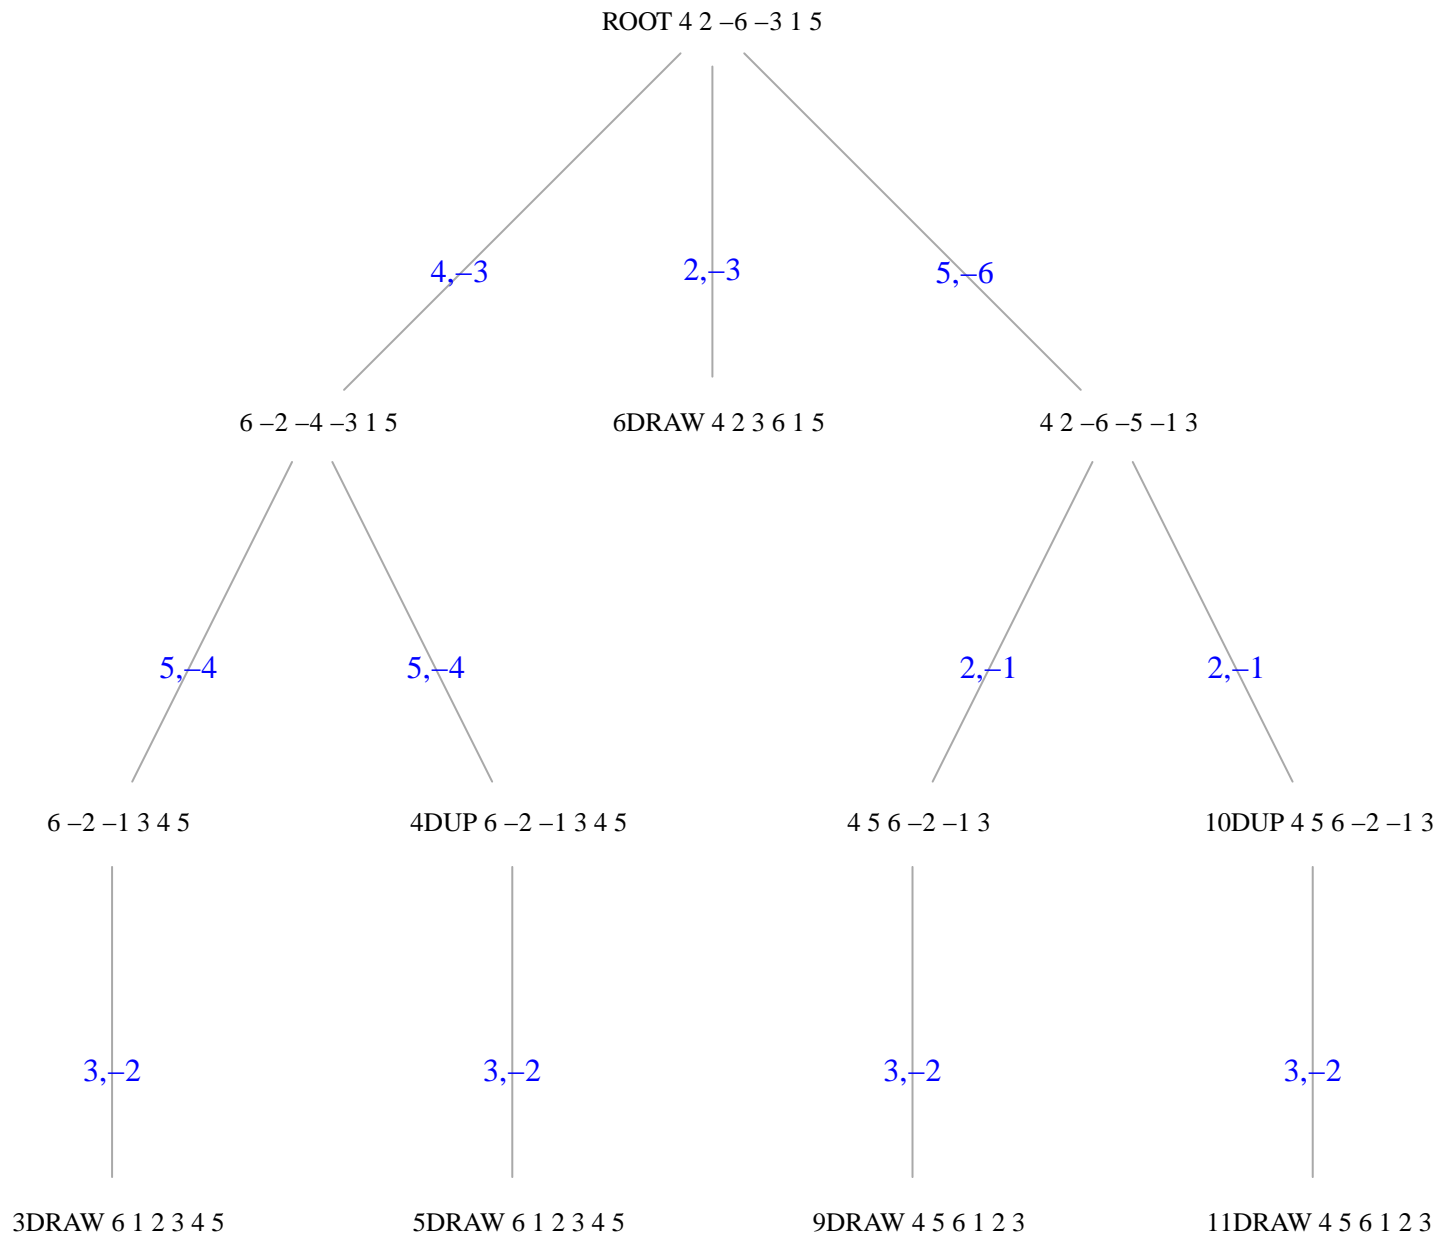 ROOT 4 2 –6 –3 1 5
4,–3
2,–3
5,–6
6 –2 –4 –3 1 5
6DRAW 4 2 3 6 1 5
4 2 –6 –5 –1 3
5,–4
5,–4
2,–1
2,–1
6 –2 –1 3 4 5
4DUP 6 –2 –1 3 4 5
4 5 6 –2 –1 3
10DUP 4 5 6 –2 –1 3
3,–2
3,–2
3,–2
3,–2
3DRAW 6 1 2 3 4 5
5DRAW 6 1 2 3 4 5
9DRAW 4 5 6 1 2 3
11DRAW 4 5 6 1 2 3